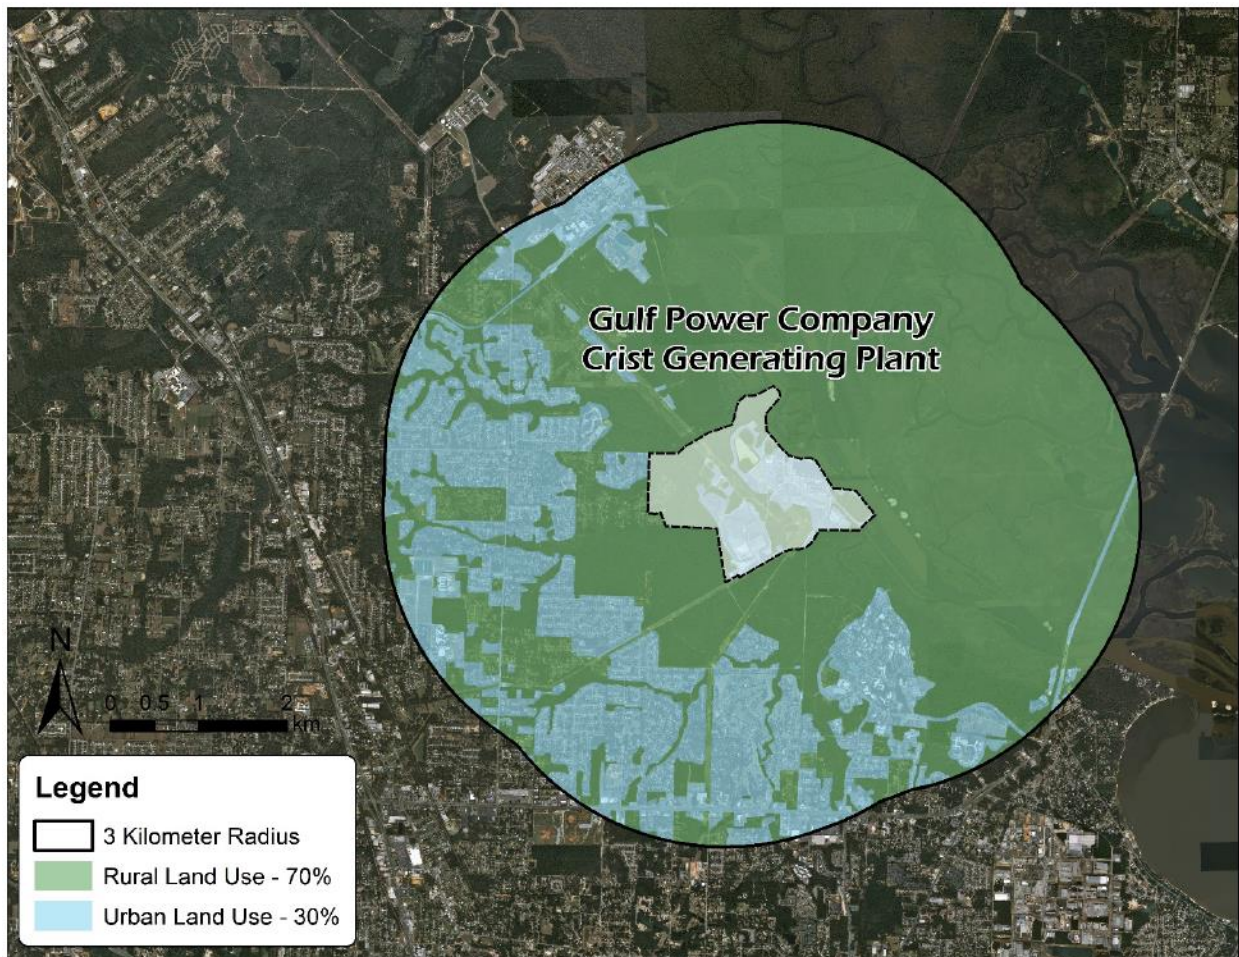 Gulf Power Company
Crist Generating Plant
N
0 0.5 1 2
km
Legend
3 Kilometer Radius
Rural Land Use - 70%
Urban Land Use - 30%